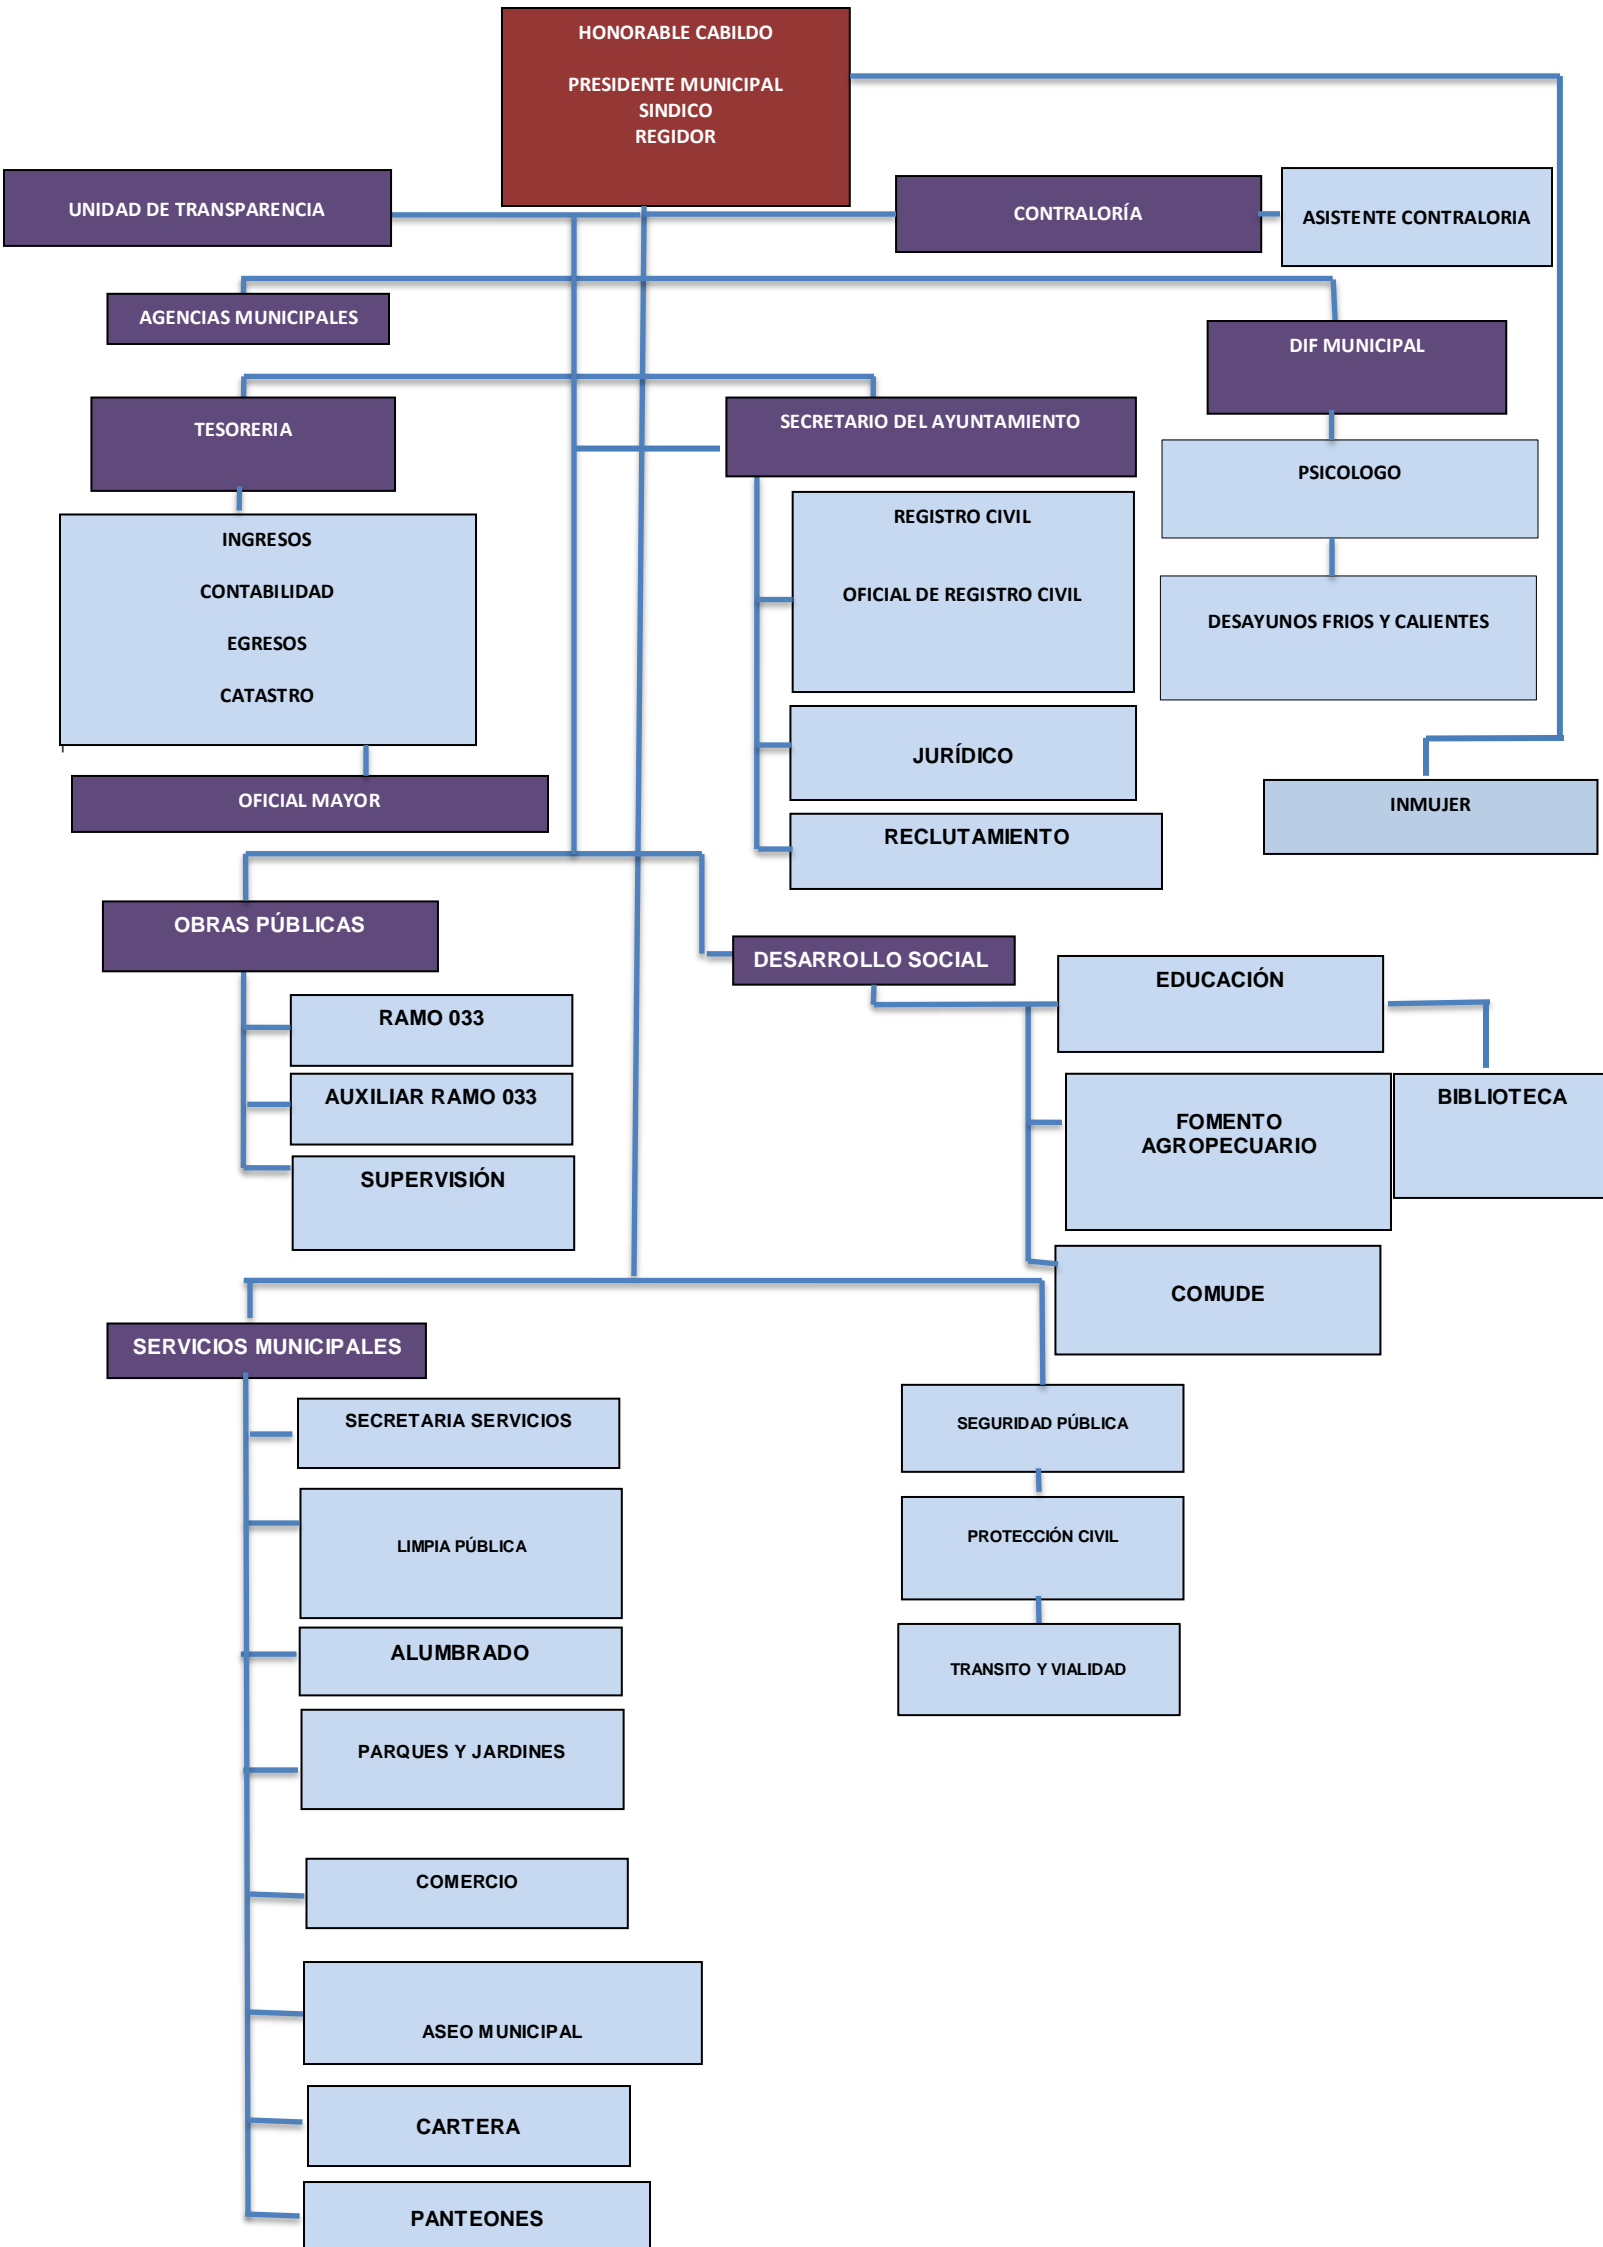 HONORABLE CABILDO
PRESIDENTE MUNICIPAL
SINDICO
REGIDOR
UNIDAD DE TRANSPARENCIA
CONTRALORÍA
ASISTENTE CONTRALORIA
AGENCIAS MUNICIPALES
DIF MUNICIPAL
TESORERIA
SECRETARIO DEL AYUNTAMIENTO
PSICOLOGO
INGRESOS
CONTABILIDAD
EGRESOS
CATASTRO
REGISTRO CIVIL
OFICIAL DE REGISTRO CIVIL
DESAYUNOS FRIOS Y CALIENTES
JURÍDICO
OFICIAL MAYOR
INMUJER
RECLUTAMIENTO
OBRAS PÚBLICAS
DESARROLLO SOCIAL
EDUCACIÓN
RAMO 033
AUXILIAR RAMO 033
SUPERVISIÓN
FOMENTO
AGROPECUARIO
BIBLIOTECA
COMUDE
SERVICIOS MUNICIPALES
SECRETARIA SERVICIOS
SEGURIDAD PÚBLICA
LIMPIA PÚBLICA
PROTECCIÓN CIVIL
ALUMBRADO
TRANSITO Y VIALIDAD
PARQUES Y JARDINES
COMERCIO
ASEO MUNICIPAL
CARTERA
PANTEONES